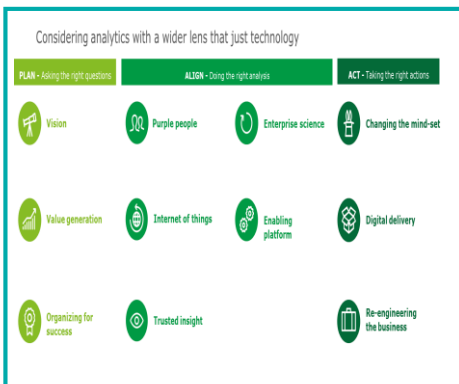 Considering analytics with a wider lens that just technology
PLAN - Asking the right questions
ALIGN - Doing the right analysis
ACT - Taking the right actions
Vision
Purple people
Enterprise science
Changing the mind-set
Value generation
Internet of things
Enabling
platform
Digital delivery
Organizing for
success
Trusted insight
Re-engineering
the business